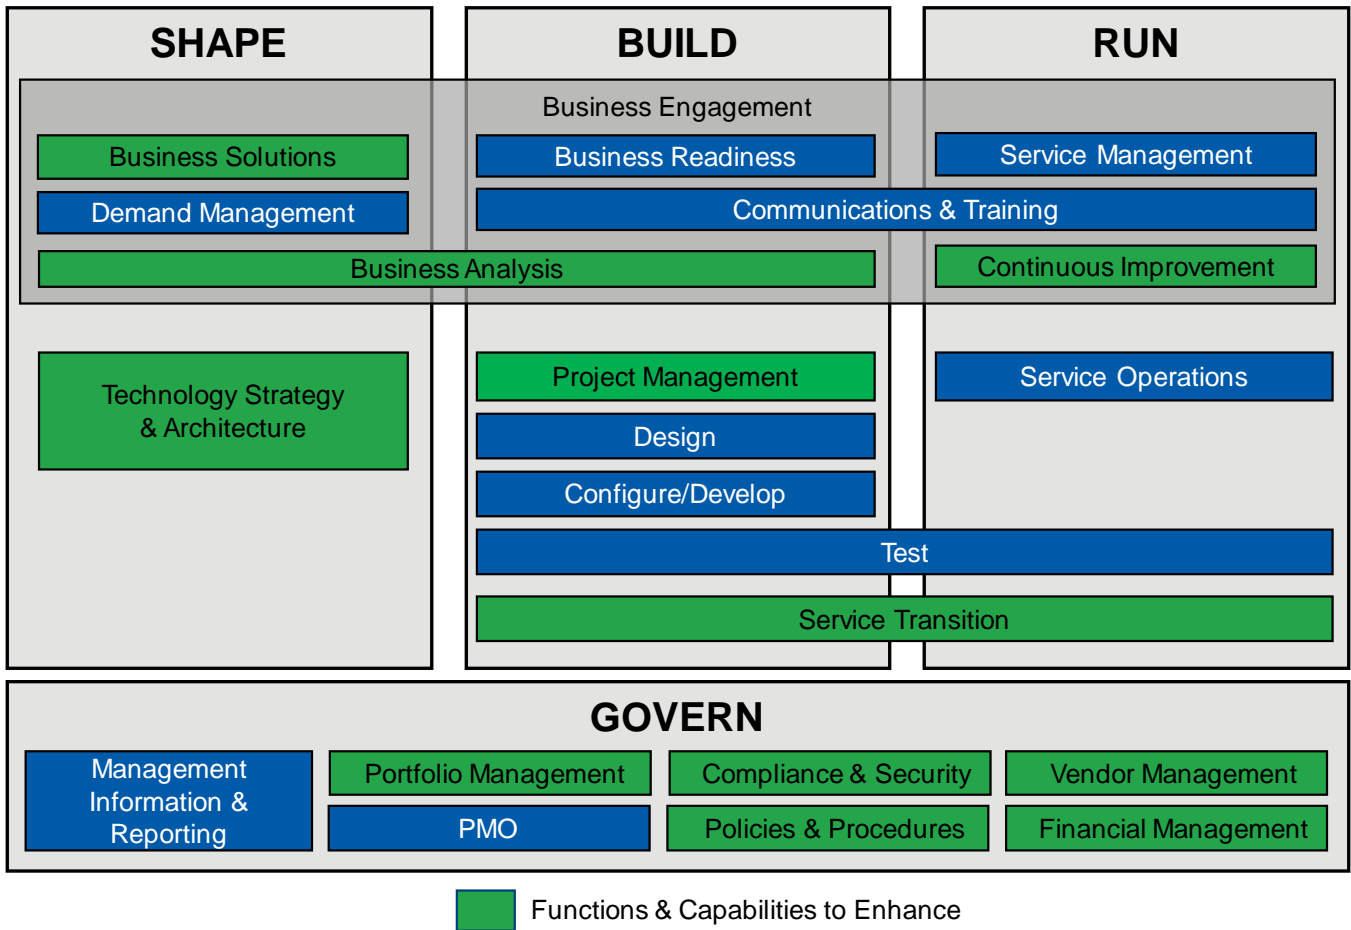 SHAPE
BUILD
RUN
Business Engagement
Business Solutions
Business Readiness
Service Management
Demand Management
Communications & Training
Business Analysis
Continuous Improvement
Technology Strategy
& Architecture
Project Management
Service Operations
Design
Configure/Develop
Test
Service Transition
GOVERN
Management
Information &
Reporting
Portfolio Management
Compliance & Security
Vendor Management
PMO
Policies & Procedures
Financial Management
Functions & Capabilities to Enhance